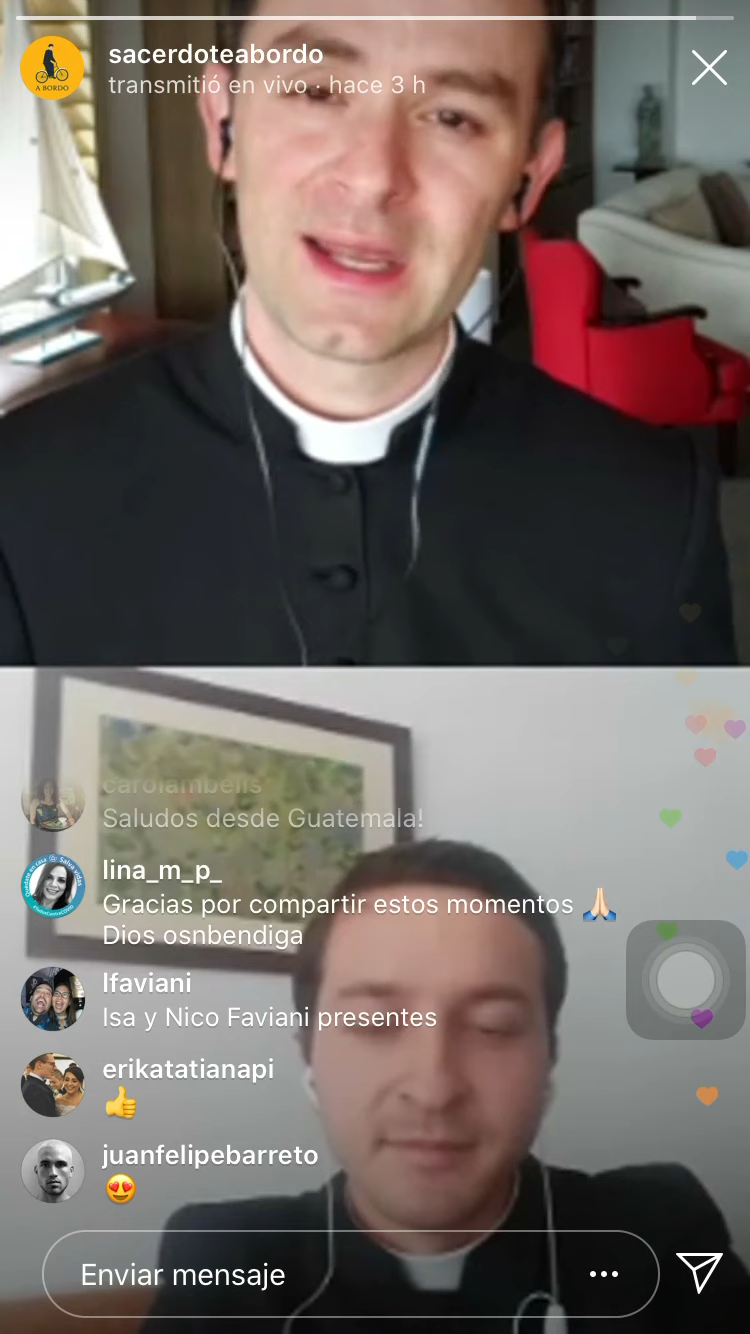 sacerdoteabordo
transmitió en vivo · hace 3 h
A BORDO
carolambells
Saludos desde Guatemala!
lina_m_p_
Gracias por compartir estos momentos 🙏🏻
Dios osnbendiga
lfaviani
Isa y Nico Faviani presentes
erikatatianapi
👍
juanfelipebarreto
😍
Enviar mensaje